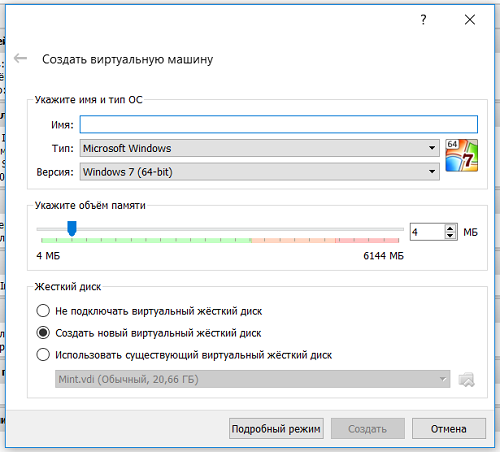 ?
Создать виртуальную машину
Укажите имя и тип ОС
Имя:
Тип: Microsoft Windows
64
Версия: Windows 7 (64-bit)
7
Укажите объём памяти
4 МБ
4 МБ 6144 МБ
Жесткий диск
Не подключать виртуальный жёсткий диск
Создать новый виртуальный жёсткий диск
Использовать существующий виртуальный жёсткий диск
Mint.vdi (Обычный, 20,66 ГБ)
Подробный режим Создать Отмена